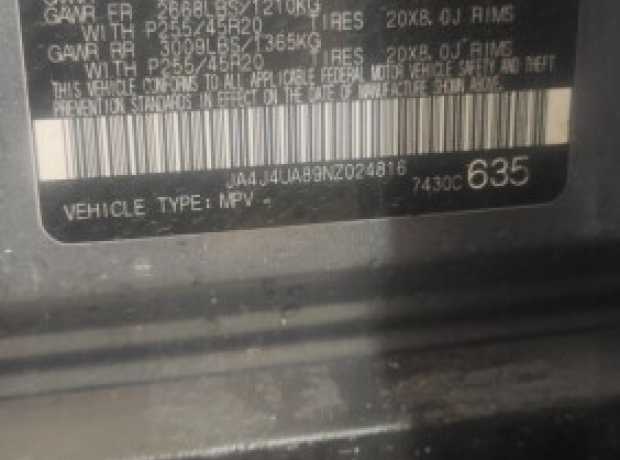 GAWR FR 2668LBS/1210KG
WITH P255/45R20 TIRES 20X8.0J RIMS
GAWR RR 3009LBS/1365KG
WITH P255/45R20 TIRES 20X8.0J RIMS
THIS VEHICLE CONFORMS TO ALL APPLICABLE FEDERAL MOTOR VEHICLE SAFETY AND THEFT
PREVENTION STANDARDS IN EFFECT ON THE DATE OF MANUFACTURE SHOWN ABOVE.
JA4J4UA89NZ024816
7430C 635
VEHICLE TYPE: MPV